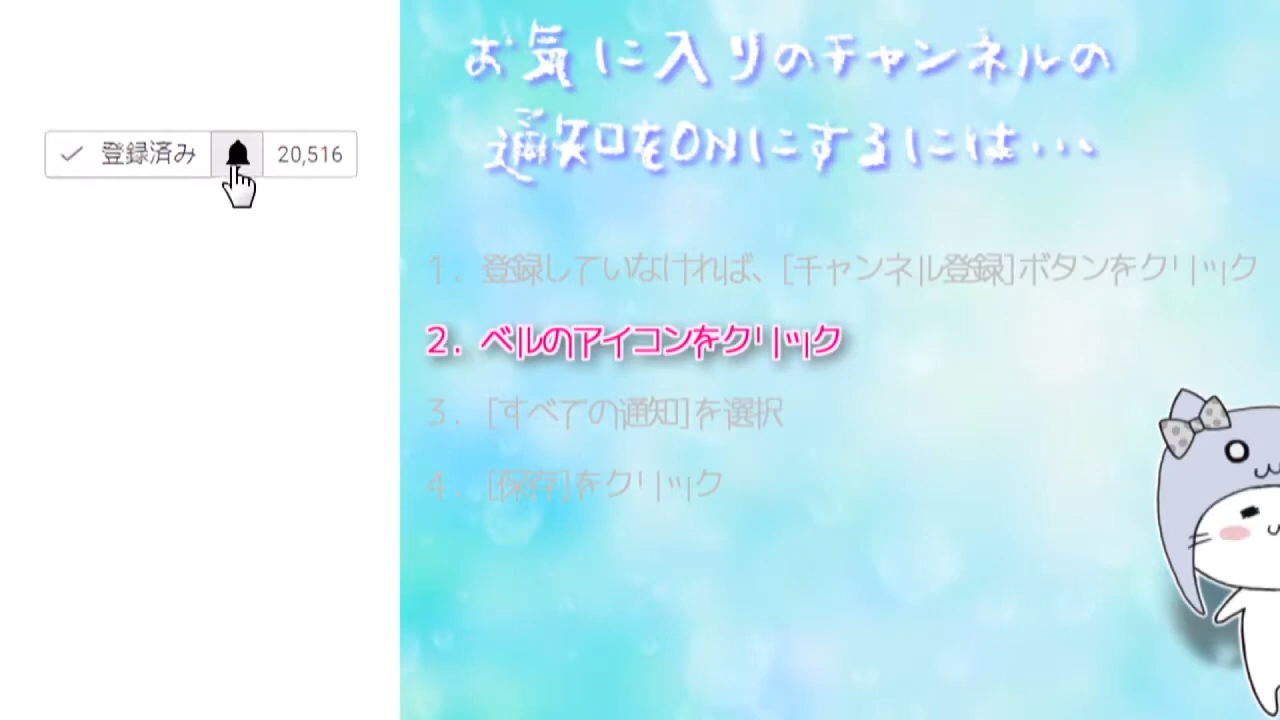 登録済み 20,516
お気に入りのチャンネルの
通知をONにするには・・・
1. 登録していなければ、[チャンネル登録]ボタンをクリック
2. ベルのアイコンをクリック
3. [すべての通知]を選択
4. [保存]をクリック